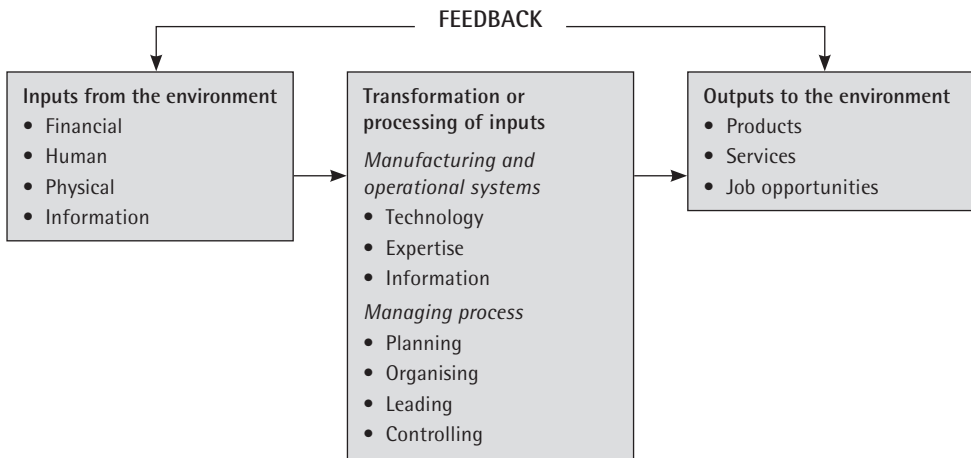 FEEDBACK
Inputs from the environment
• Financial
• Human
• Physical
• Information
Transformation or
processing of inputs
Manufacturing and
operational systems
• Technology
• Expertise
• Information
Managing process
• Planning
• Organising
• Leading
• Controlling
Outputs to the environment
• Products
• Services
• Job opportunities